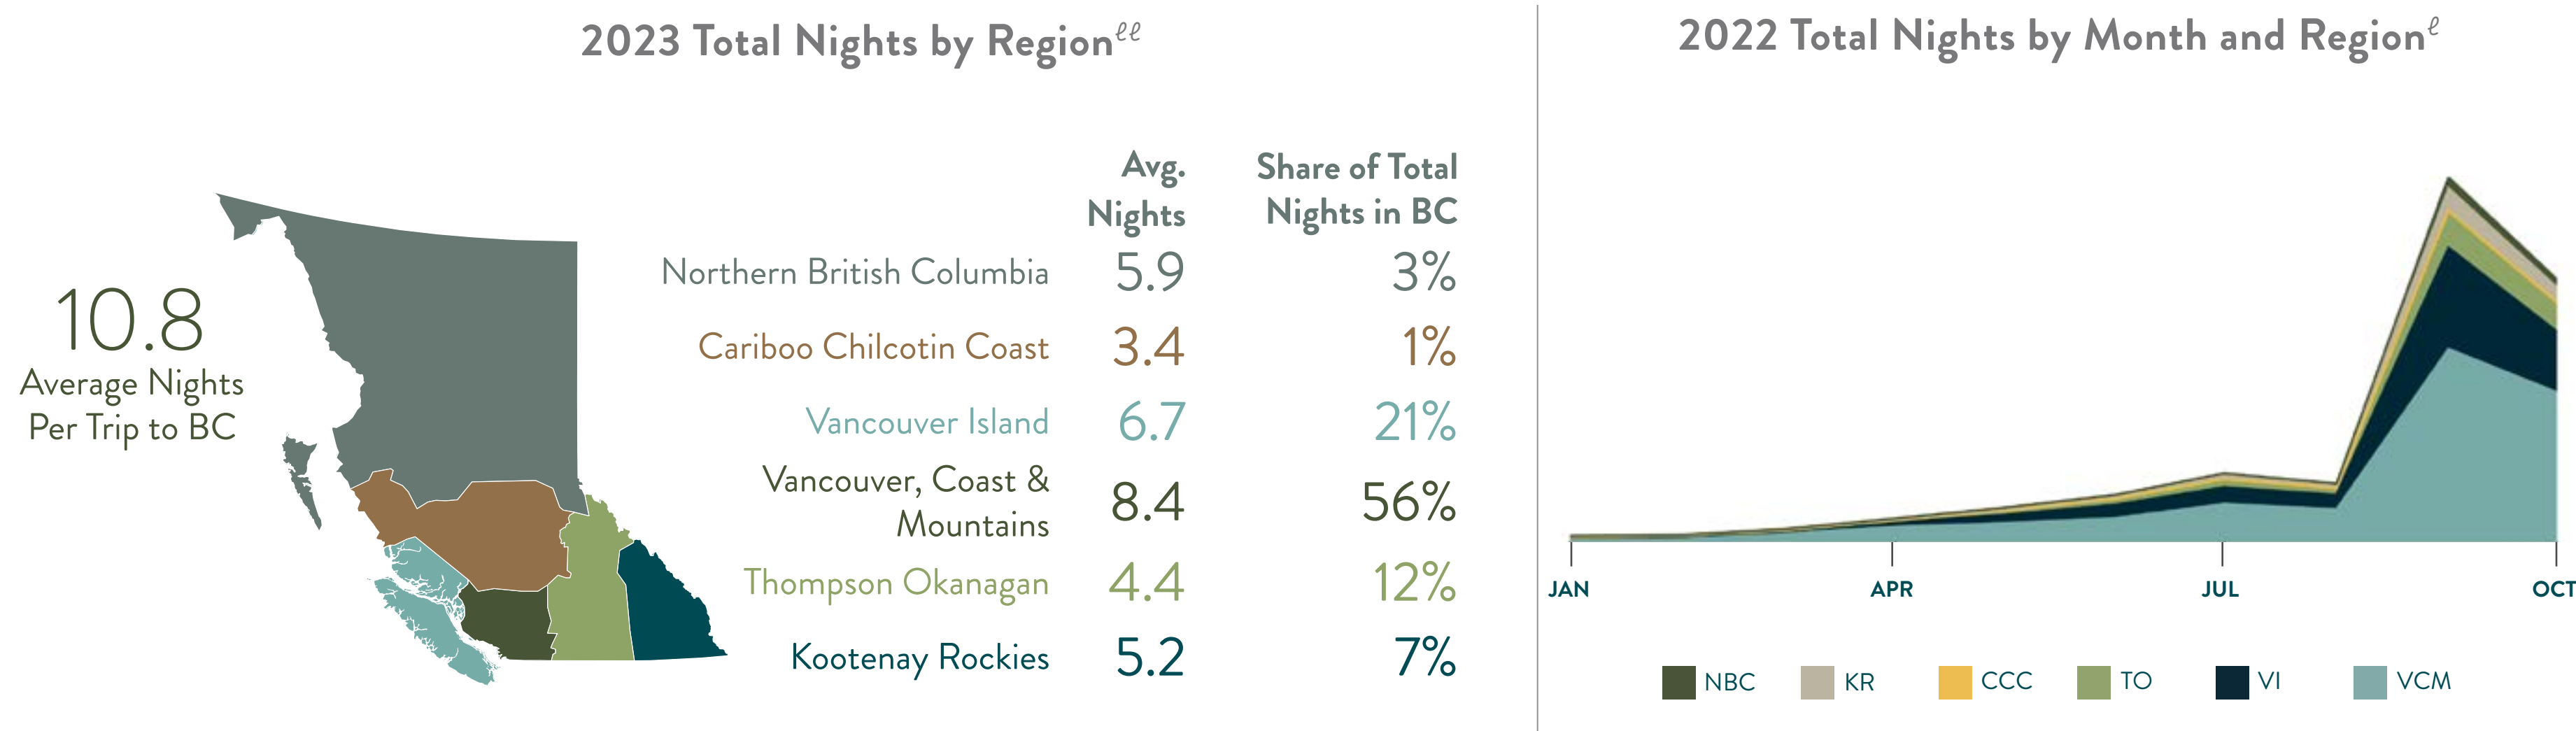 2023 Total Nights by Regionℓℓ
10.8
Average Nights
Per Trip to BC
Avg.
Nights
Share of Total
Nights in BC
Northern British Columbia 5.9 3%
Cariboo Chilcotin Coast 3.4 1%
Vancouver Island 6.7 21%
Vancouver, Coast &
Mountains 8.4 56%
Thompson Okanagan 4.4 12%
Kootenay Rockies 5.2 7%
2022 Total Nights by Month and Regionℓ
JAN APR JUL OCT
NBC KR CCC TO VI VCM